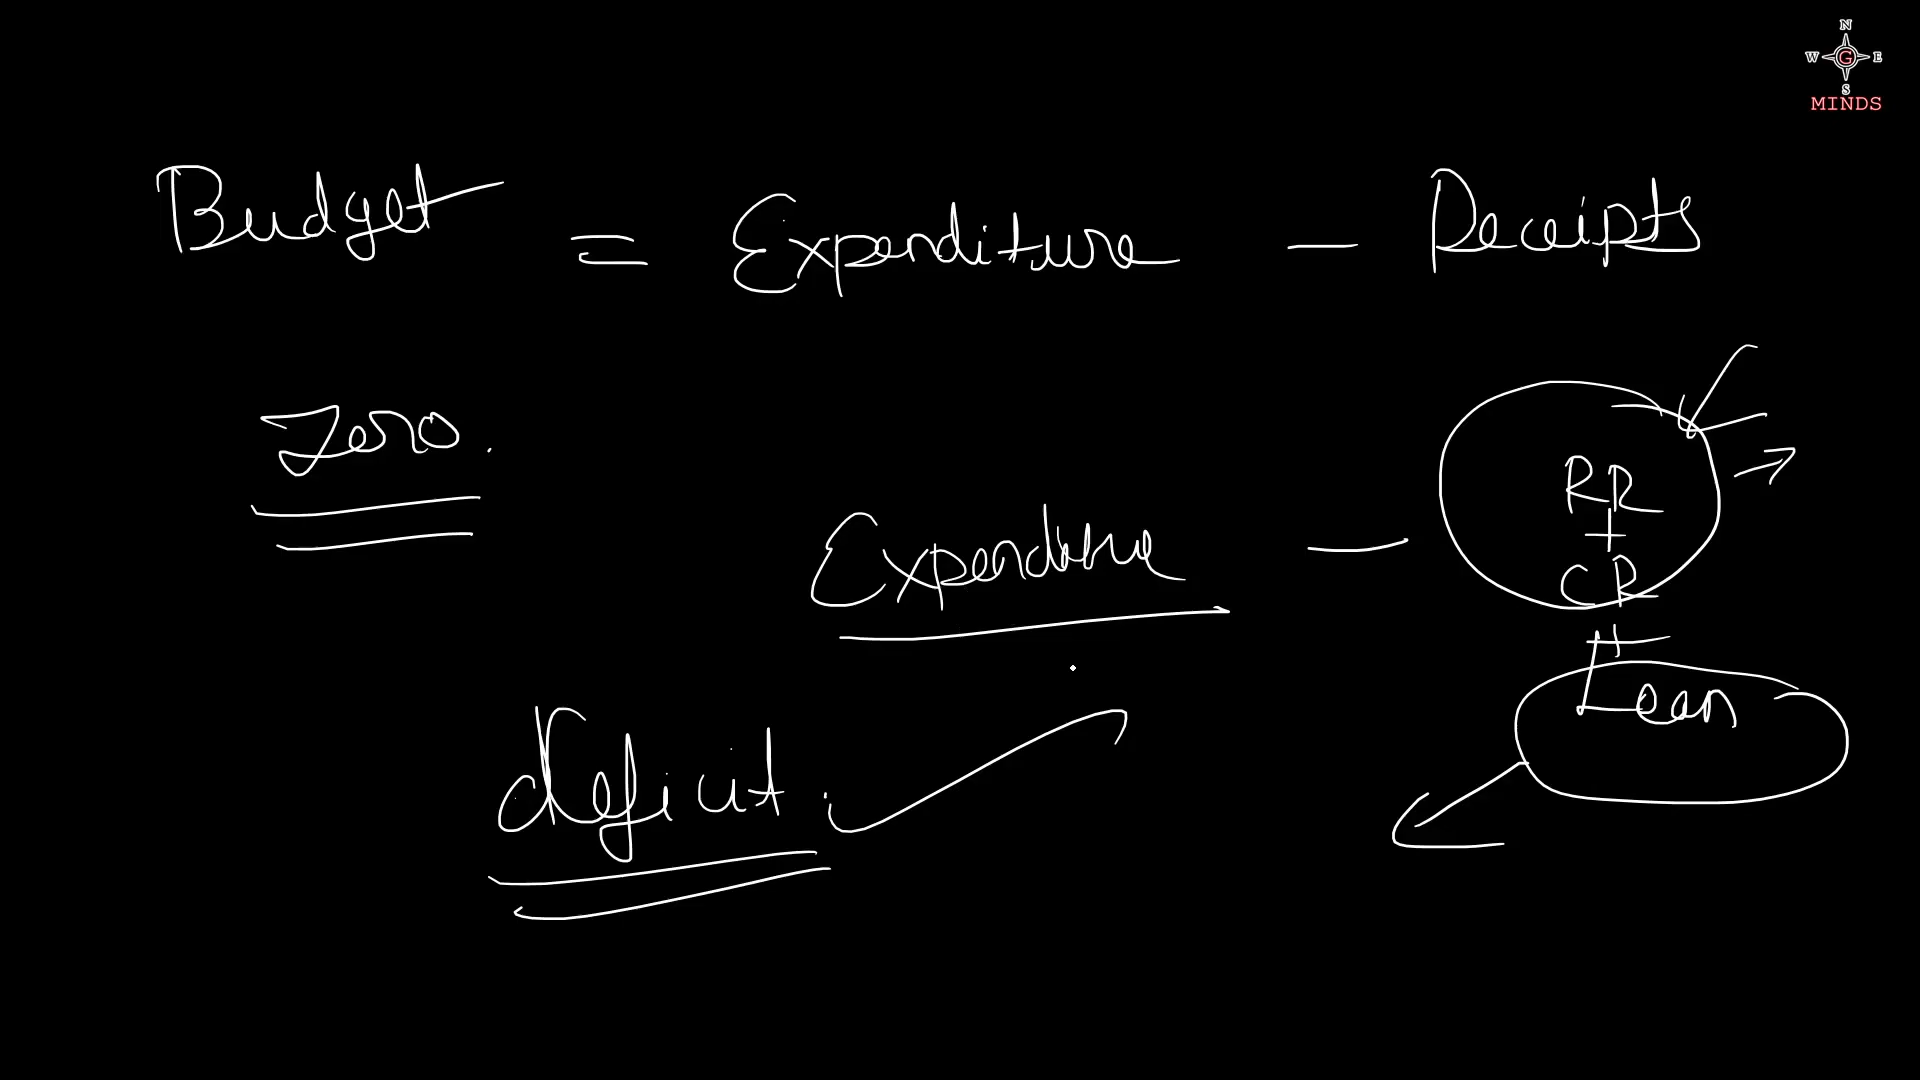 N
W G E
S
MINDS
Budget = Expenditure - Receipts
Zero.
RR
Expenditure -
+
CR
+
Loan
deficit.